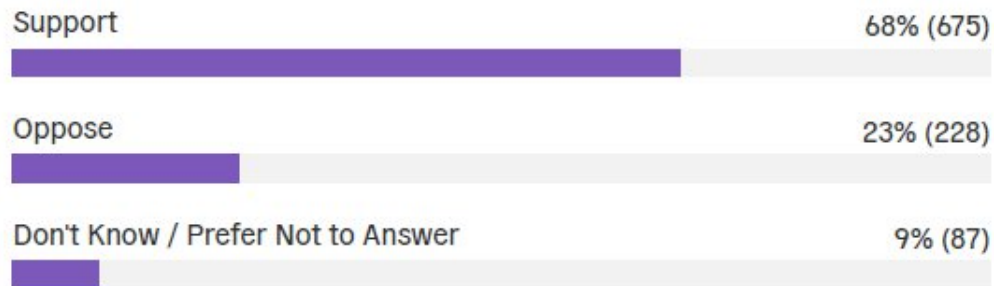 Support 68% (675)
Oppose 23% (228)
Don't Know / Prefer Not to Answer 9% (87)